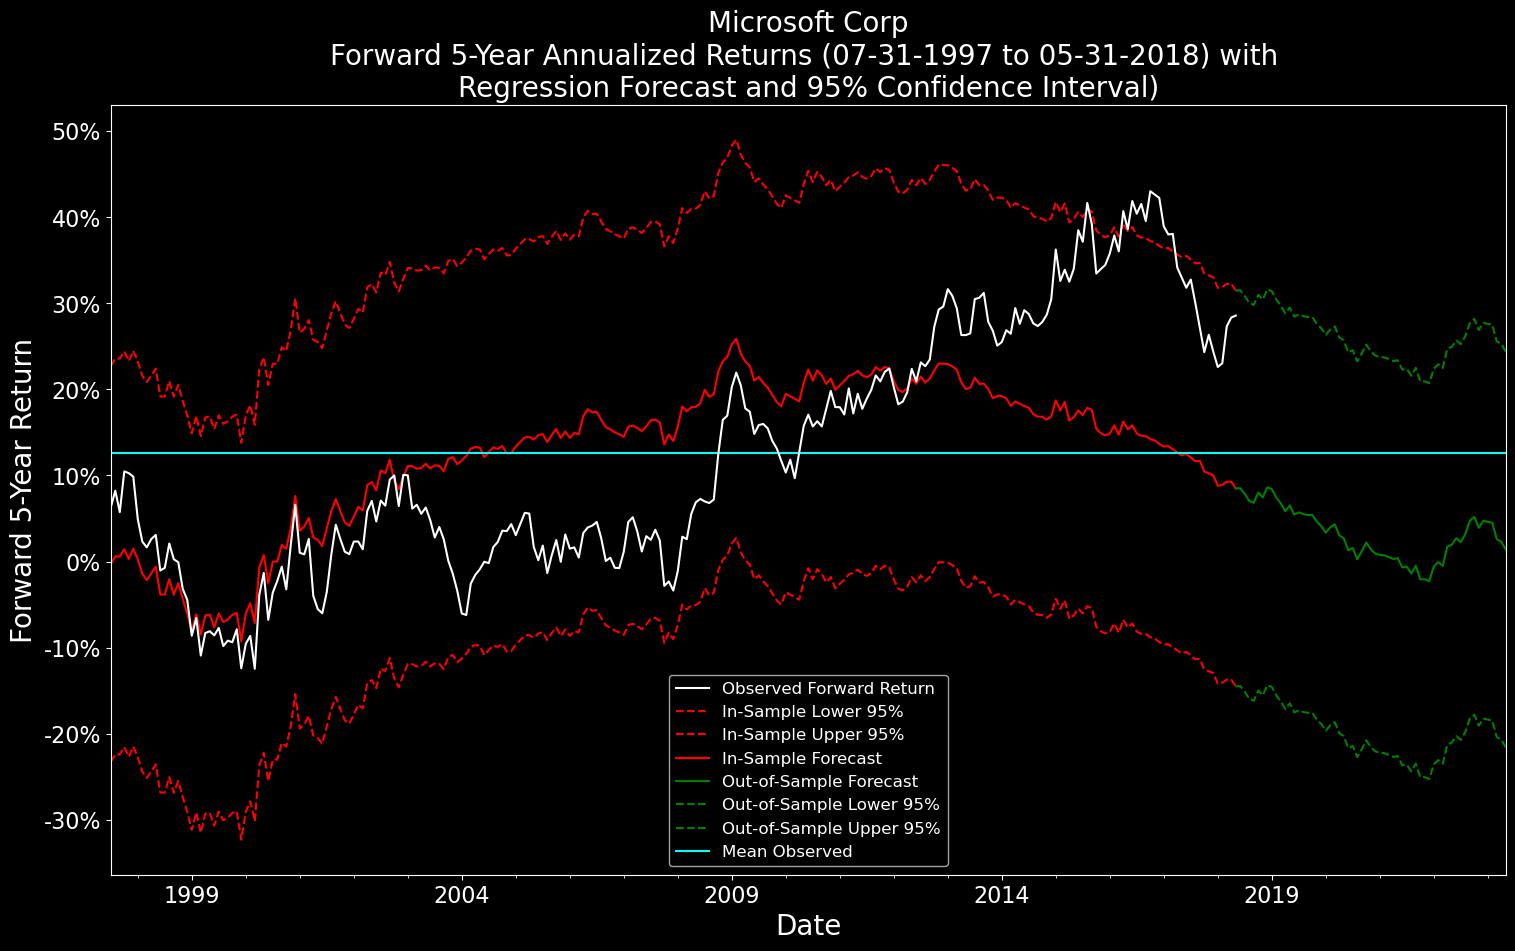 Microsoft Corp
Forward 5-Year Annualized Returns (07-31-1997 to 05-31-2018) with
Regression Forecast and 95% Confidence Interval)
Forward 5-Year Return
50%
40%
30%
20%
10%
0%
-10%
-20%
-30%
Observed Forward Return
In-Sample Lower 95%
In-Sample Upper 95%
In-Sample Forecast
Out-of-Sample Forecast
Out-of-Sample Lower 95%
Out-of-Sample Upper 95%
Mean Observed
1999 2004 2009 2014 2019
Date